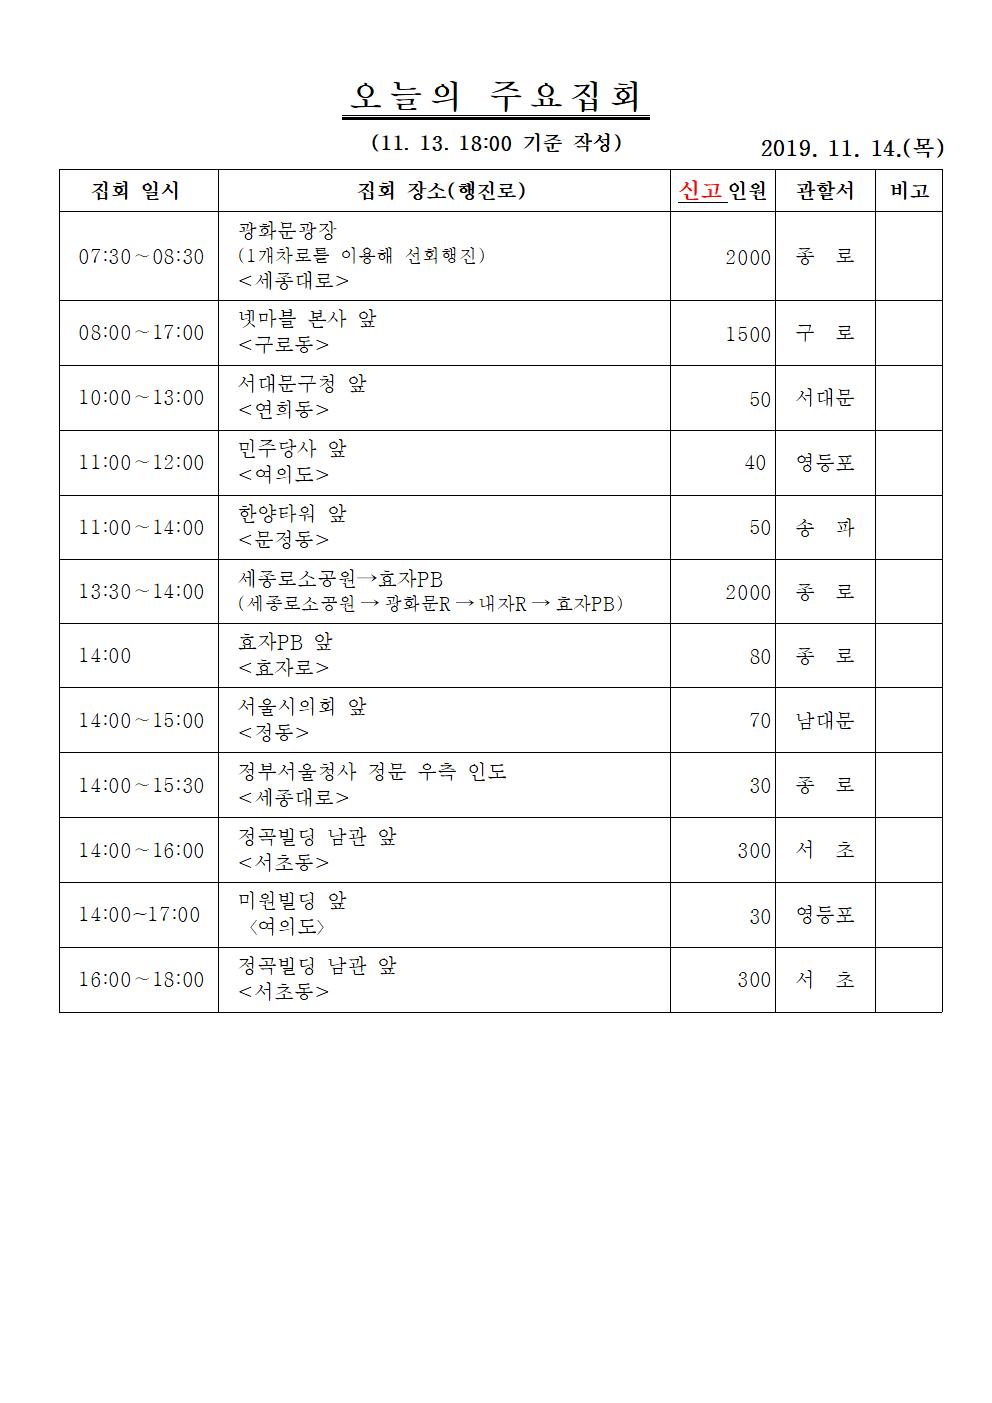 오늘의 주요집회
(11. 13. 18:00 기준 작성)
2019. 11. 14.(목)
집회 일시 집회 장소(행진로) 신고인원 관할서 비고
07:30~08:30 광화문광장 2000 종 로
(1개차로를 이용해 선회행진)
<세종대로>
08:00~17:00 넷마블 본사 앞 1500 구 로
<구로동>
10:00~13:00 서대문구청 앞 50 서대문
<연희동>
11:00~12:00 민주당사 앞 40 영등포
<여의도>
11:00~14:00 한양타워 앞 50 송 파
<문정동>
13:30~14:00 세종로소공원→효자PB 2000 종 로
(세종로소공원 → 광화문R → 내자R → 효자PB)
14:00 효자PB 앞 80 종 로
<효자로>
14:00~15:00 서울시의회 앞 70 남대문
<정동>
14:00~15:30 정부서울청사 정문 우측 인도 30 종 로
<세종대로>
14:00~16:00 정곡빌딩 남관 앞 300 서 초
<서초동>
14:00~17:00 미원빌딩 앞 30 영등포
〈여의도〉
16:00~18:00 정곡빌딩 남관 앞 300 서 초
<서초동>